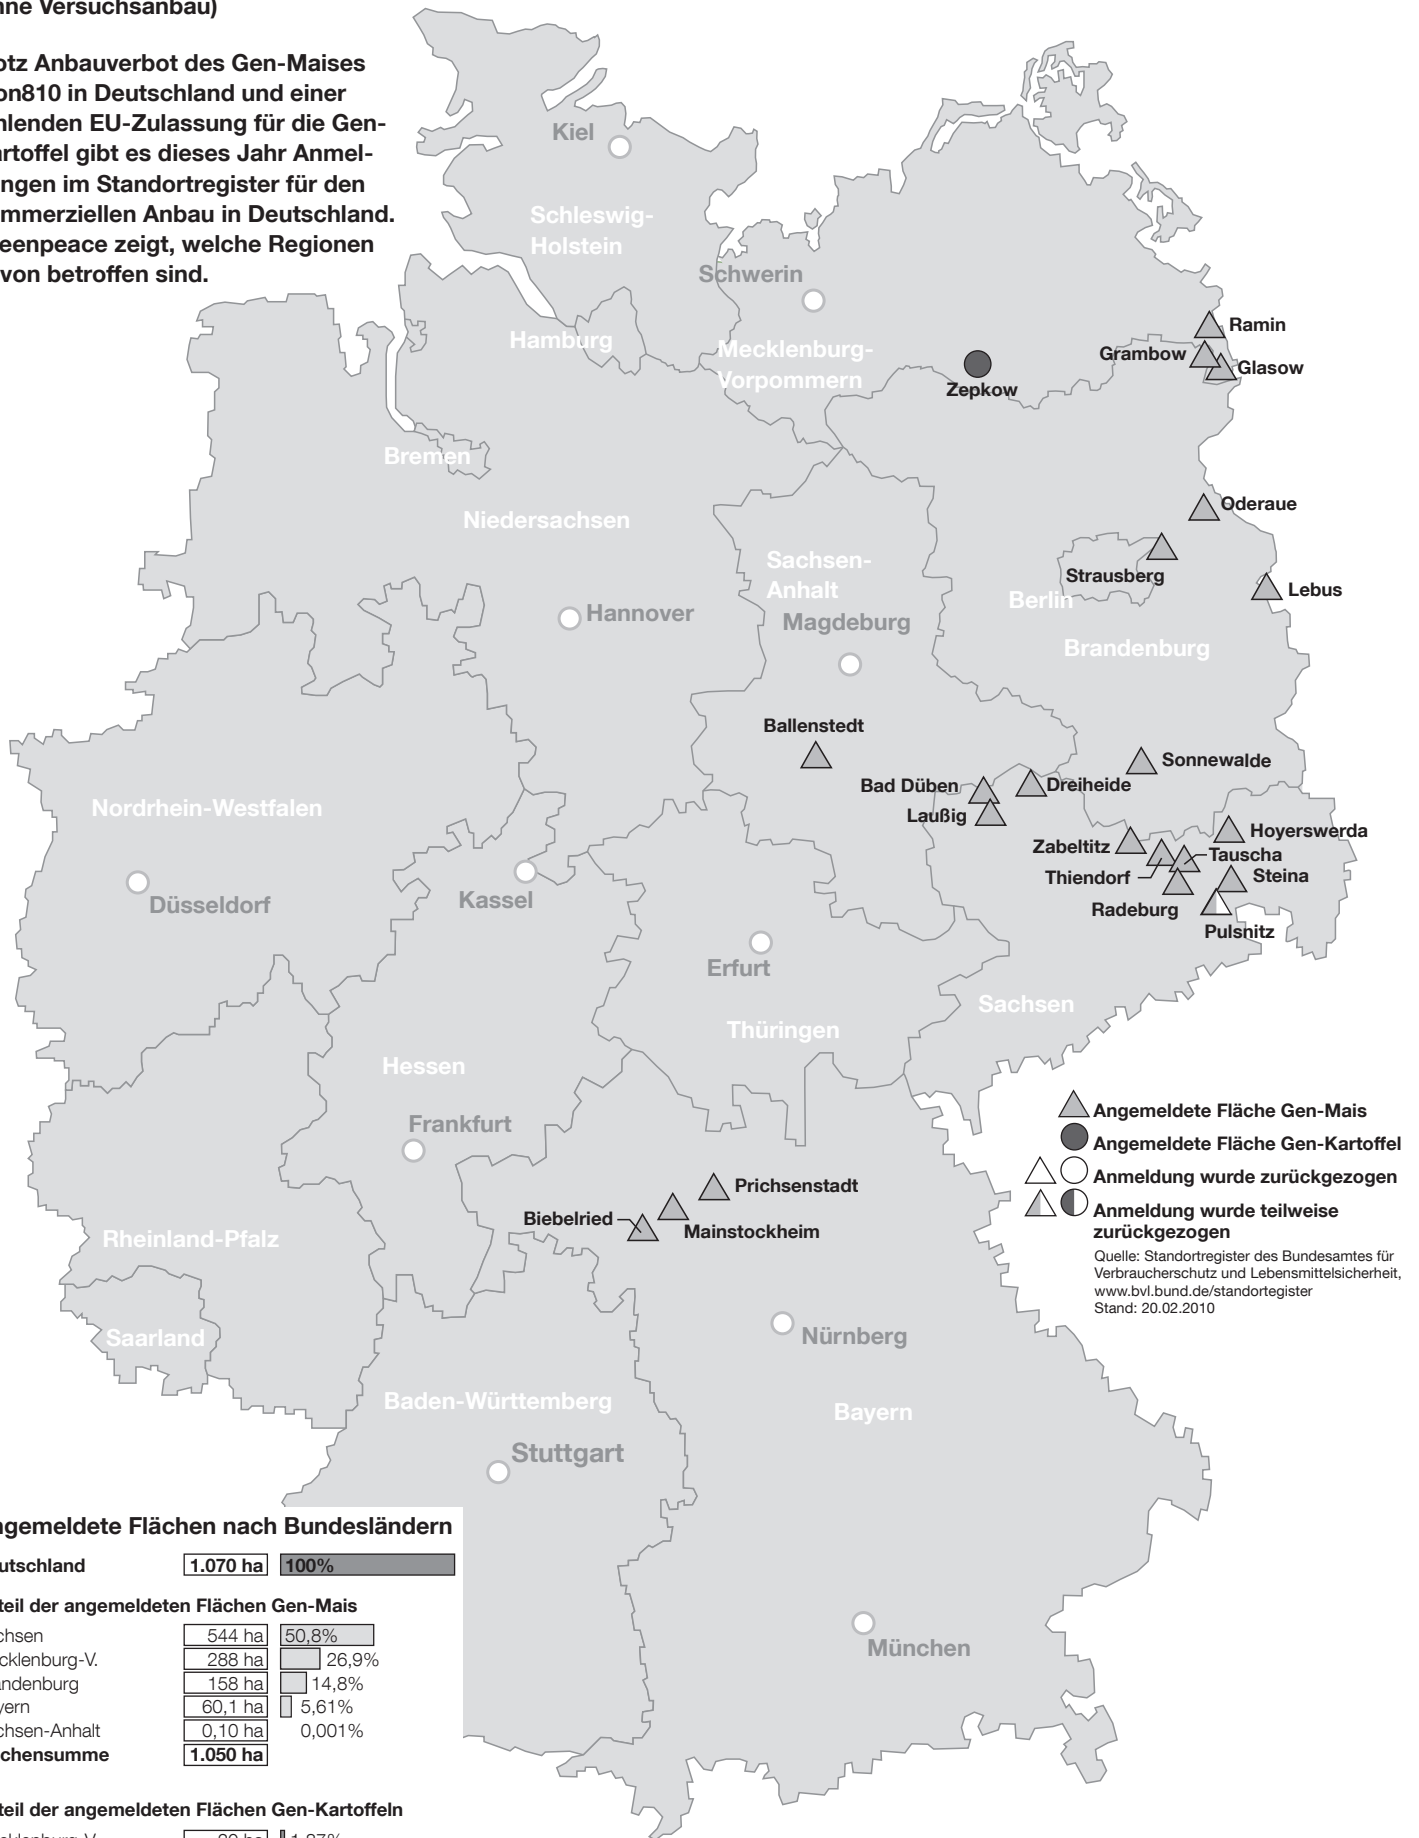 hne Versuchsanbau)
otz Anbauverbot des Gen-Maises
on810 in Deutschland und einer
hlenden EU-Zulassung für die Gen-
artoffel gibt es dieses Jahr Anmel-
ngen im Standortregister für den
mmerziellen Anbau in Deutschland.
eenpeace zeigt, welche Regionen
von betroffen sind.
Kiel
Schleswig-
Holstein
Schwerin
Hamburg
Mecklenburg-
Vorpommern
Ramin
Grambow
Glasow
Zepkow
Bremen
Niedersachsen
Oderaue
Sachsen-
Anhalt
Strausberg
Lebus
Berlin
Hannover
Magdeburg
Brandenburg
Ballenstedt
Sonnewalde
Bad Düben
Dreiheide
Laußig
Nordrhein-Westfalen
Hoyerswerda
Zabeltitz
Tauscha
Thiendorf
Steina
Düsseldorf
Kassel
Radeburg
Pulsnitz
Erfurt
Sachsen
Thüringen
Hessen
Frankfurt
Angemeldete Fläche Gen-Mais
Angemeldete Fläche Gen-Kartoffel
Anmeldung wurde zurückgezogen
Anmeldung wurde teilweise
zurückgezogen
Quelle: Standortregister des Bundesamtes für
Verbraucherschutz und Lebensmittelsicherheit,
www.bvl.bund.de/standortegister
Stand: 20.02.2010
Prichsenstadt
Biebelried
Mainstockheim
Rheinland-Pfalz
Saarland
Nürnberg
Baden-Württemberg
Bayern
Stuttgart
München
ngemeldete Flächen nach Bundesländern
utschland 1.070 ha 100%
teil der angemeldeten Flächen Gen-Mais
chsen 544 ha 50,8%
cklenburg-V. 288 ha 26,9%
andenburg 158 ha 14,8%
yern 60,1 ha 5,61%
chsen-Anhalt 0,10 ha 0,001%
chensumme 1.050 ha
teil der angemeldeten Flächen Gen-Kartoffeln